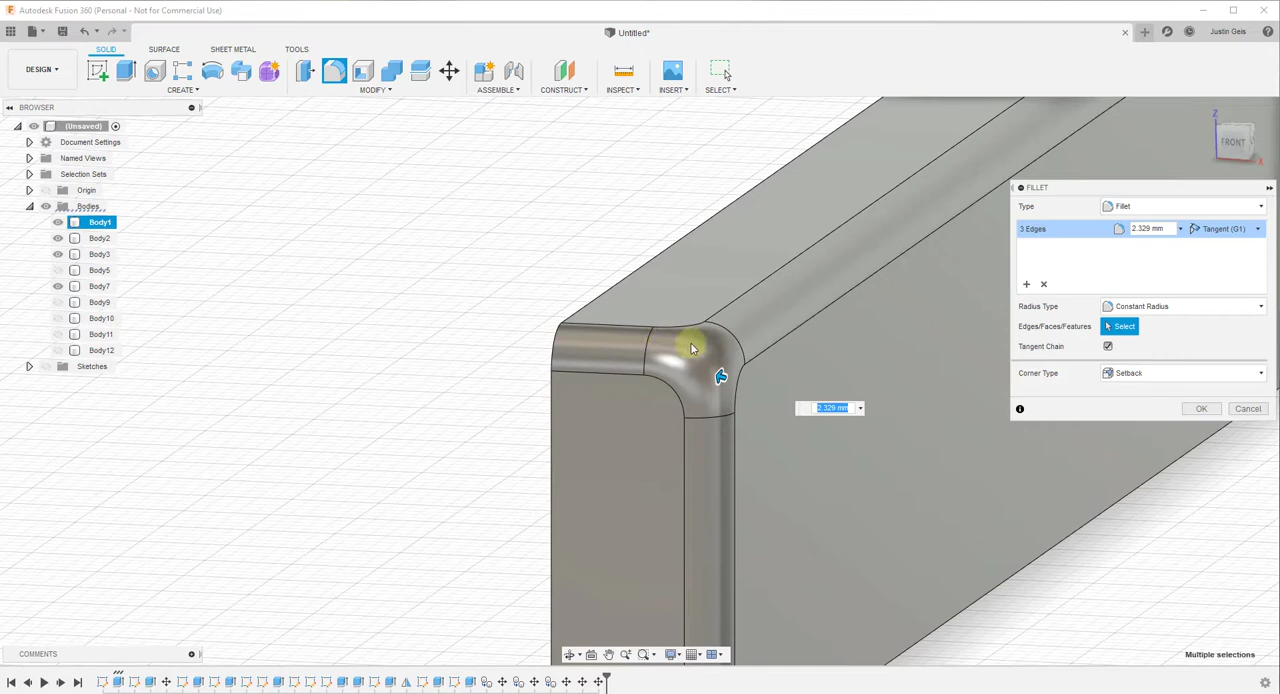 Autodesk Fusion 360 (Personal - Not for Commercial Use)
Untitled*
Justin Geis
SOLID SURFACE SHEET METAL TOOLS
DESIGN
CREATE MODIFY ASSEMBLE CONSTRUCT INSPECT INSERT SELECT
BROWSER
(Unsaved)
Document Settings
Named Views
Selection Sets
Origin
Bodies
Body1
Body2
Body3
Body5
Body7
Body9
Body10
Body11
Body12
Sketches
Z
FRONT
X
FILLET
Type Fillet
3 Edges 2.329 mm Tangent (G1)
Radius Type Constant Radius
Edges/Faces/Features Select
Tangent Chain
Corner Type Setback
OK Cancel
2.329 mm
COMMENTS
Multiple selections